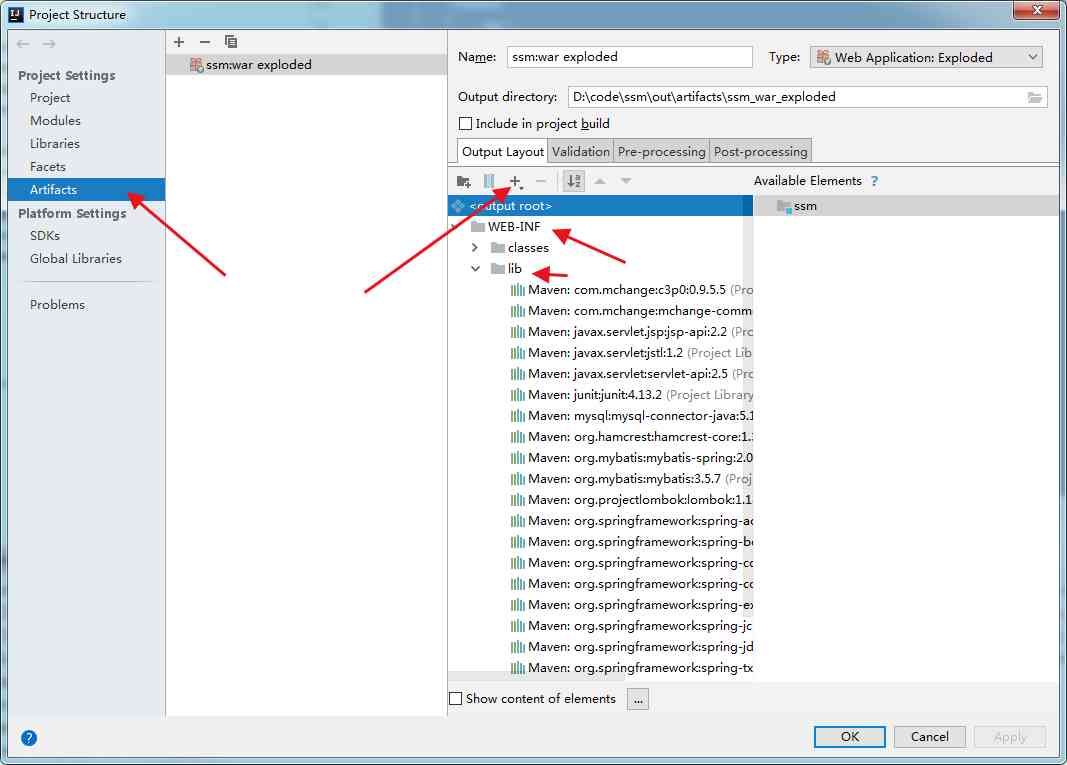 Project Structure
Project Settings
Project
Modules
Libraries
Facets
Artifacts
Platform Settings
SDKs
Global Libraries
Problems
ssm:war exploded
Name: ssm:war exploded Type: Web Application: Exploded
Output directory: D:\code\ssm\out\artifacts\ssm_war_exploded
Include in project build
Output Layout Validation Pre-processing Post-processing
Available Elements ?
<output root>
WEB-INF
classes
lib
Maven: com.mchange:c3p0:0.9.5.5 (Pro
Maven: com.mchange:mchange-comm
Maven: javax.servlet.jsp:jsp-api:2.2 (Pro
Maven: javax.servlet:jstl:1.2 (Project Lib
Maven: javax.servlet:servlet-api:2.5 (Pro
Maven: junit:junit:4.13.2 (Project Library
Maven: mysql:mysql-connector-java:5.1
Maven: org.hamcrest:hamcrest-core:1.3
Maven: org.mybatis:mybatis-spring:2.0
Maven: org.mybatis:mybatis:3.5.7 (Proj
Maven: org.projectlombok:lombok:1.1
Maven: org.springframework:spring-ao
Maven: org.springframework:spring-be
Maven: org.springframework:spring-co
Maven: org.springframework:spring-co
Maven: org.springframework:spring-ex
Maven: org.springframework:spring-jc
Maven: org.springframework:spring-jd
Maven: org.springframework:spring-tx
ssm
Show content of elements ...
? OK Cancel Apply